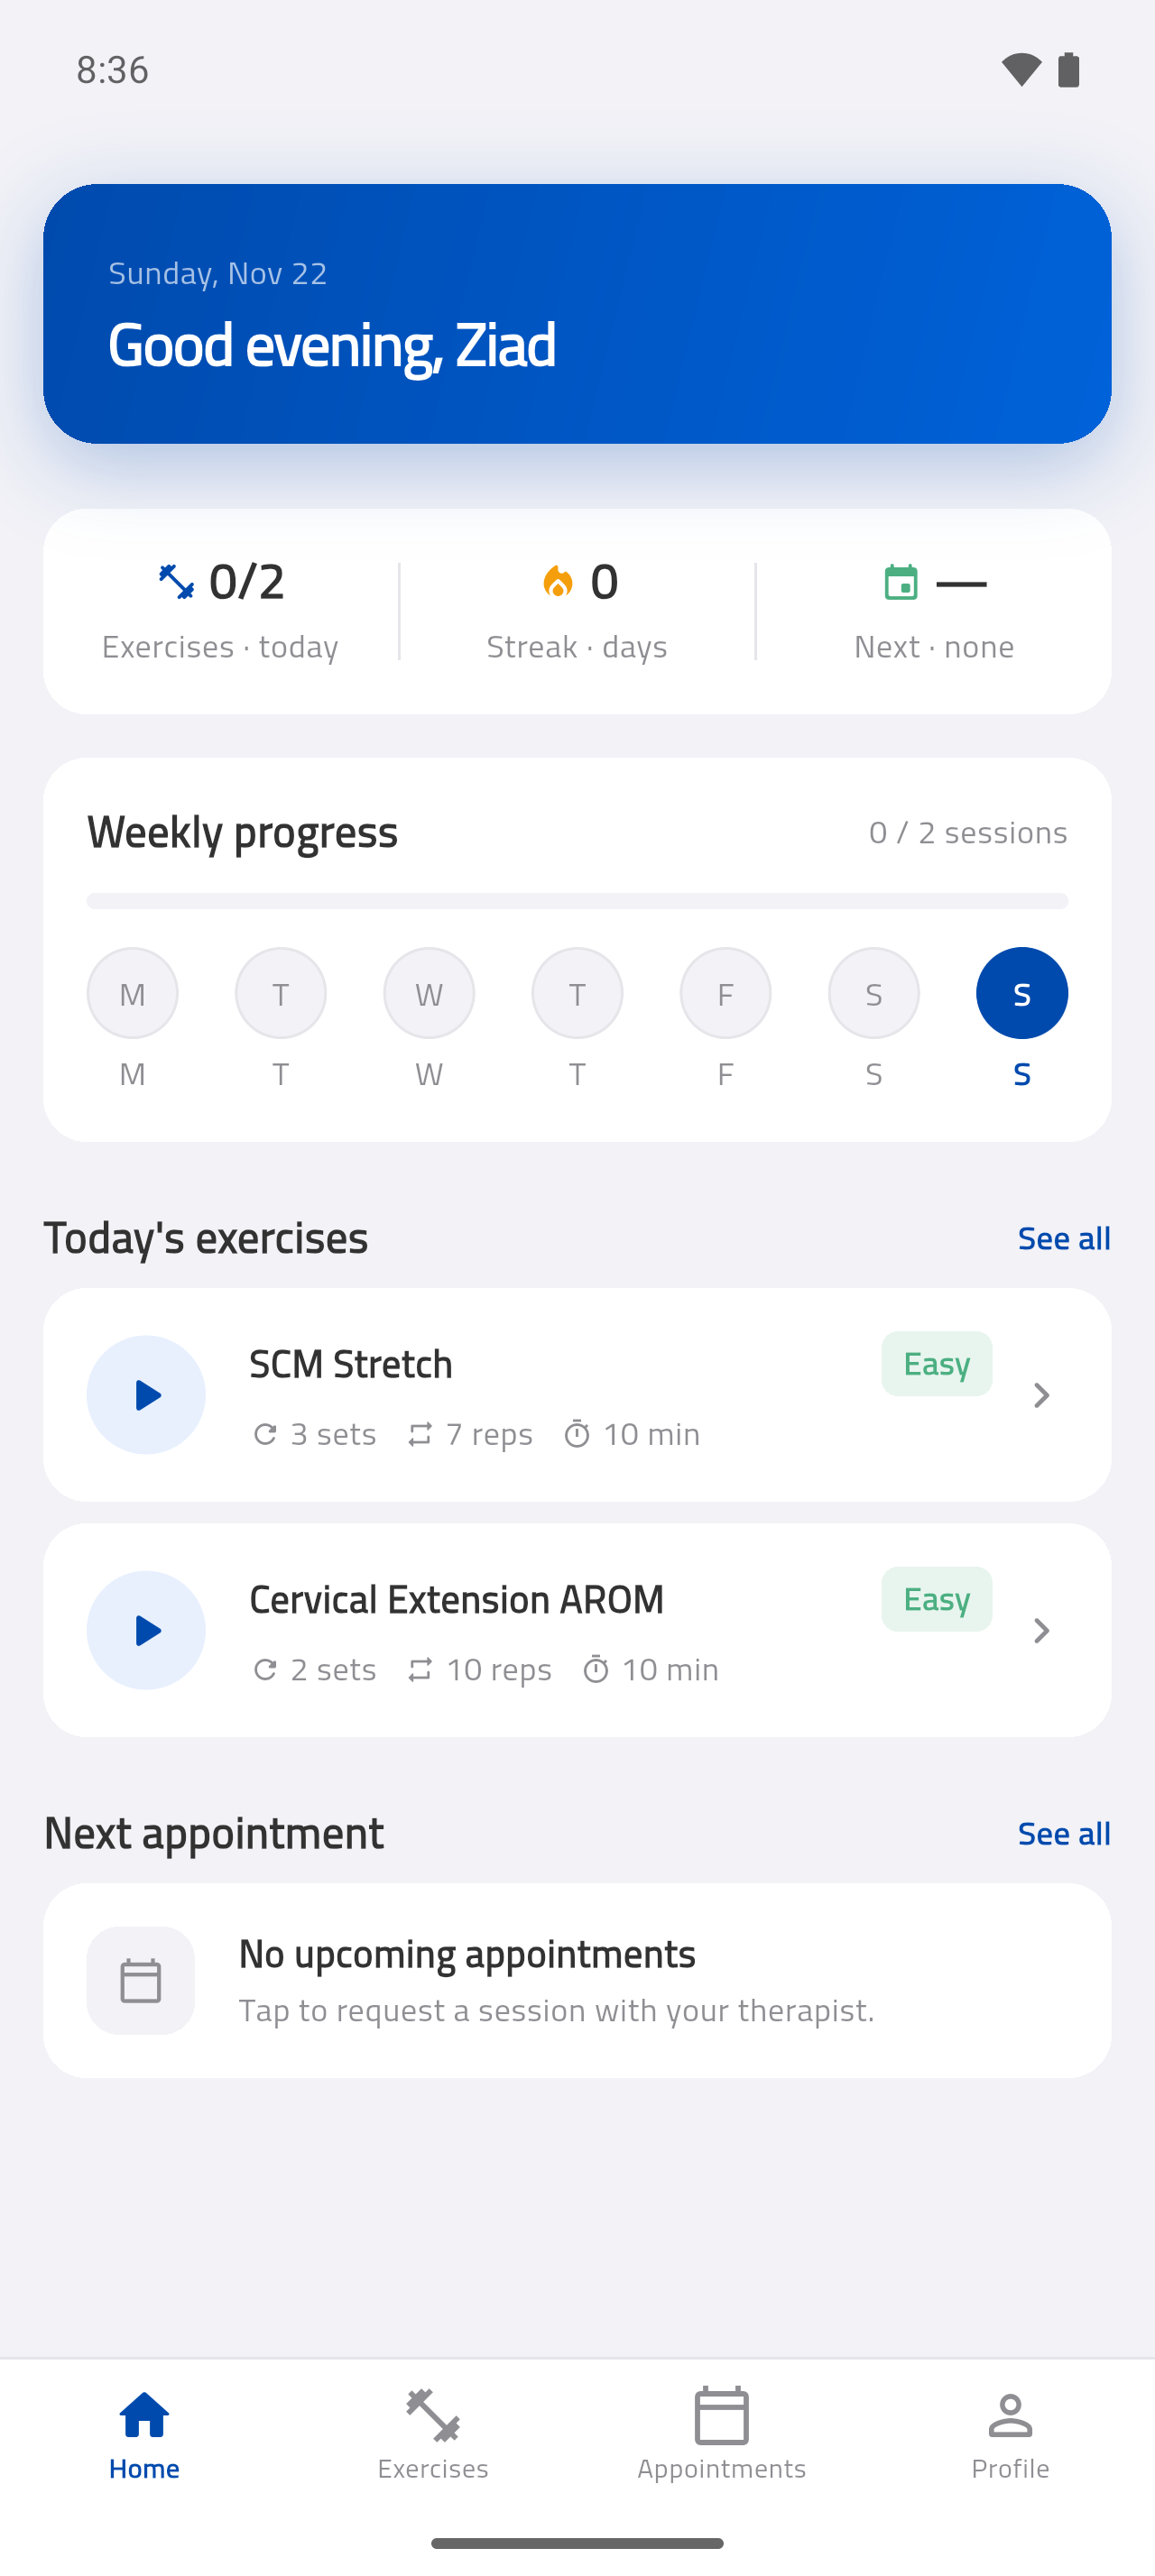 8:36
Sunday, Nov 22
Good evening, Ziad
0/2
Exercises · today
0
Streak · days
—
Next · none
Weekly progress
0 / 2 sessions
M T W T F S S
M T W T F S S
Today's exercises
See all
SCM Stretch
Easy
3 sets 7 reps 10 min
Cervical Extension AROM
Easy
2 sets 10 reps 10 min
Next appointment
See all
No upcoming appointments
Tap to request a session with your therapist.
Home
Exercises
Appointments
Profile